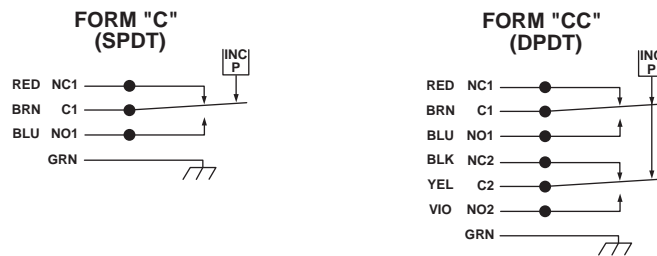 FORM "C"
(SPDT)
INC
P
RED NC1
BRN C1
BLU NO1
GRN
FORM "CC"
(DPDT)
INC
P
RED NC1
BRN C1
BLU NO1
BLK NC2
YEL C2
VIO NO2
GRN